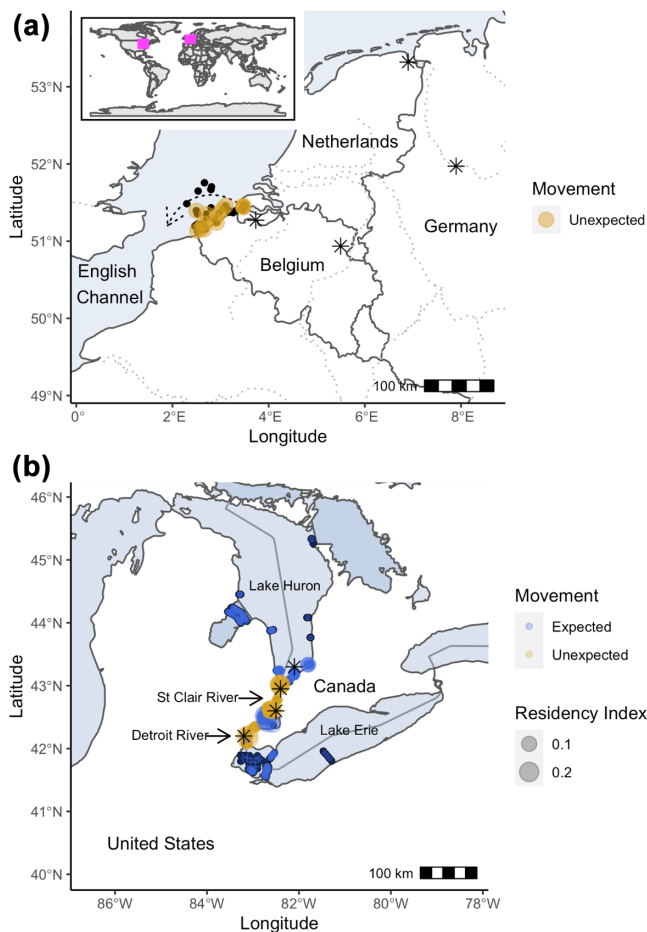 (a)
53°N
52°N
51°N
50°N
49°N
Latitude
Netherlands
Germany
Belgium
English
Channel
100 km
0°
2°E
4°E
6°E
8°E
Longitude
Movement
Unexpected
(b)
46°N
45°N
44°N
43°N
42°N
41°N
40°N
Latitude
Lake Huron
Canada
St Clair River
Detroit River
Lake Erie
United States
100 km
86°W
84°W
82°W
80°W
78°W
Longitude
Movement
Expected
Unexpected
Residency Index
0.1
0.2